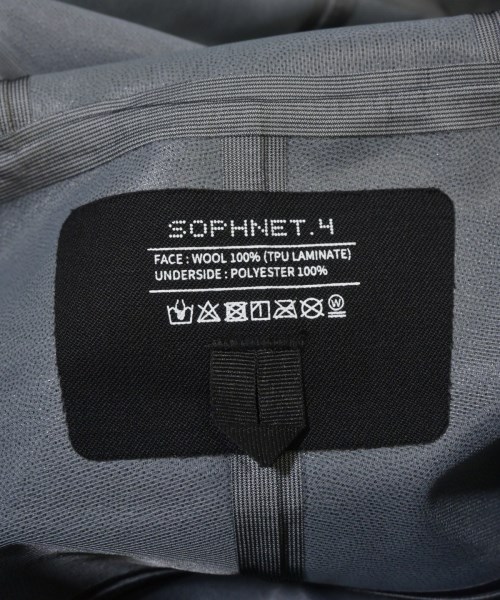 SOPHNET.4
FACE : WOOL 100% (TPU LAMINATE)
UNDERSIDE : POLYESTER 100%
W